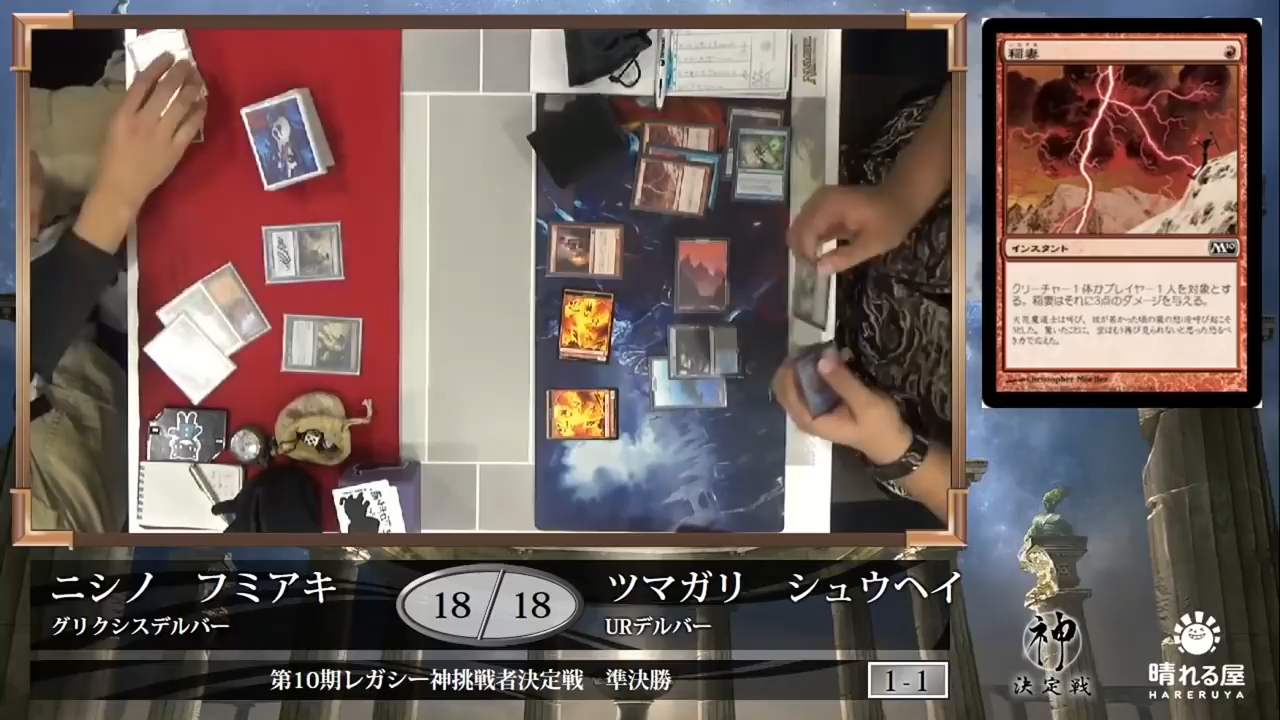 稲妻
インスタント
M10
クリーチャー1体かプレイヤー1人を対象とす
る。稲妻はそれに3点のダメージを与える。
Christopher Moeller
ニシノ フミアキ
18 / 18
ツマガリ シュウヘイ
グリクシスデルバー
URデルバー
第10期レガシー神挑戦者決定戦 準決勝
1-1
神
決定戦
晴れる屋
HARERUYA